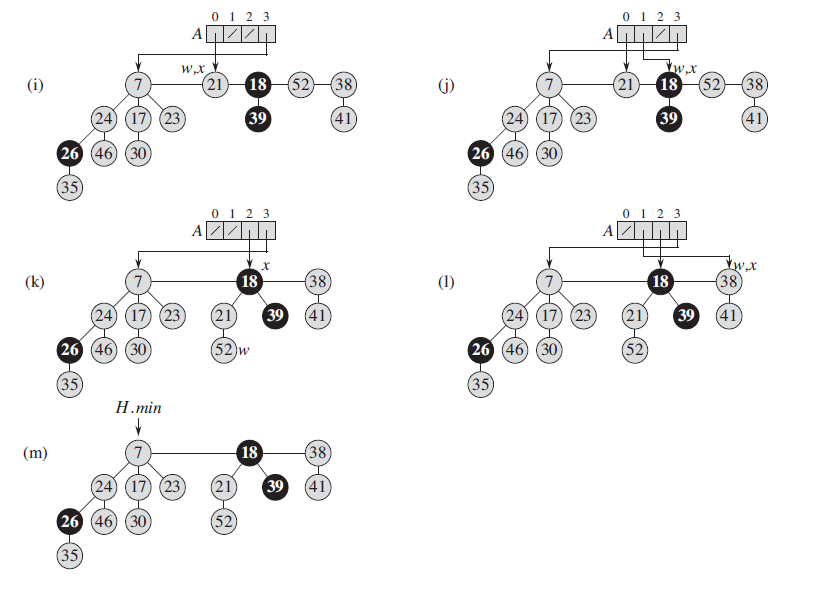 0 1 2 3 0 1 2 3
A A
w,x w,x
(i) 7 21 18 52 38 (j) 7 21 18 52 38
24 17 23 39 41 24 17 23 39 41
26 46 30 26 46 30
35 35
0 1 2 3 0 1 2 3
A A
x w,x
(k) 7 18 38 (l) 7 18 38
24 17 23 21 39 41 24 17 23 21 39 41
26 46 30 52 w 26 46 30 52
35 35
H.min
(m) 7 18 38
24 17 23 21 39 41
26 46 30 52
35